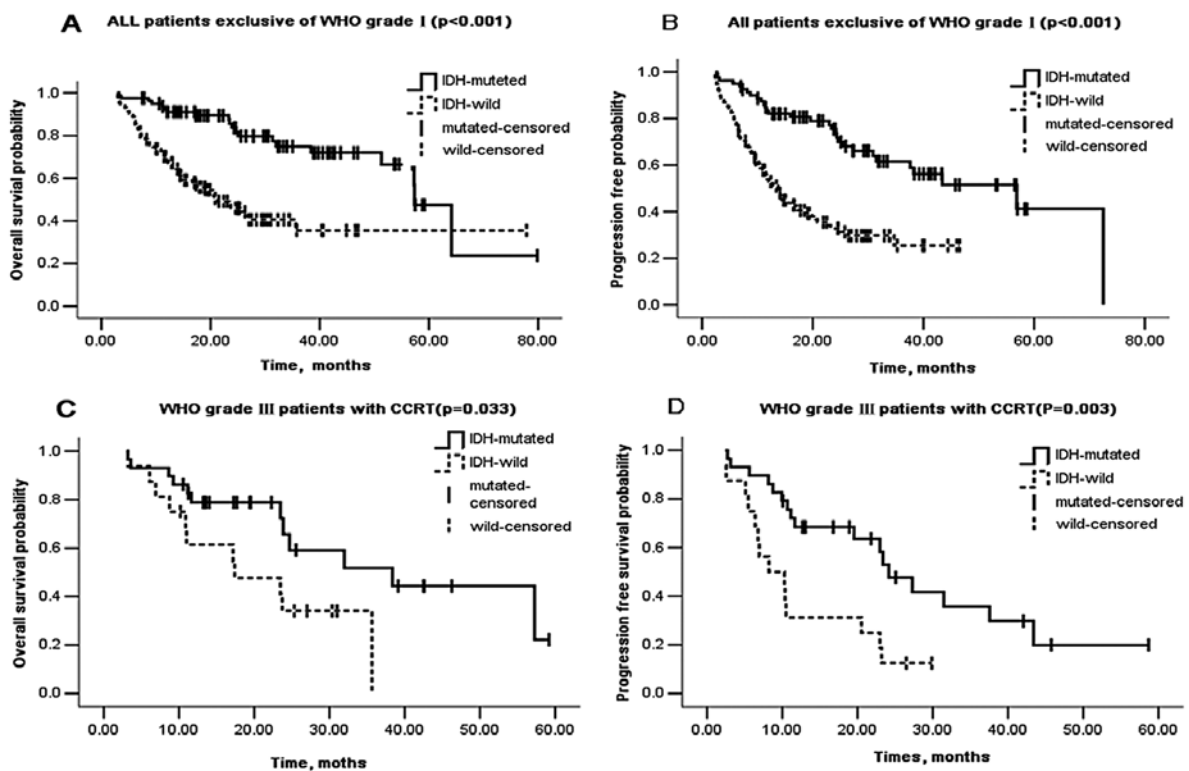 A
ALL patients exclusive of WHO grade I (p<0.001)
IDH-muteted
IDH-wild
mutated-censored
wild-censored
Overall survial probability
1.0
0.8
0.6
0.4
0.2
0.0
0.00 20.00 40.00 60.00 80.00
Time, months
B
All patients exclusive of WHO grade I (p<0.001)
IDH-mutated
IDH-wild
mutated-censored
wild-censored
Progression free probability
1.0
0.8
0.6
0.4
0.2
0.0
0.00 20.00 40.00 60.00 80.00
Time, months
C
WHO grade III patients with CCRT(p=0.033)
IDH-mutated
IDH-wild
mutated-
censored
wild-censored
Overall survival probability
1.0
0.8
0.6
0.4
0.2
0.0
0.00 10.00 20.00 30.00 40.00 50.00 60.00
Time, moths
D
WHO grade III patients with CCRT(P=0.003)
IDH-mutated
IDH-wild
mutated-censored
wild-censored
Progression free survival probability
1.0
0.8
0.6
0.4
0.2
0.0
0.00 10.00 20.00 30.00 40.00 50.00 60.00
Times, months